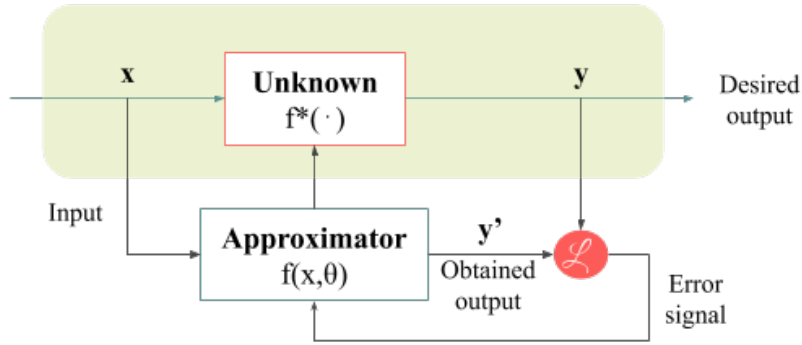 x
Unknown
f*(·)
y
Desired
output
Input
Approximator
f(x,θ)
y’
Obtained
output
ℒ
Error
signal